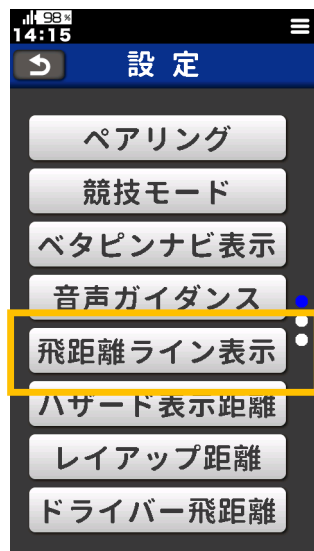 98%
14:15
設定
ペアリング
競技モード
ベタピンナビ表示
音声ガイダンス
飛距離ライン表示
ハザード表示距離
レイアップ距離
ドライバー飛距離